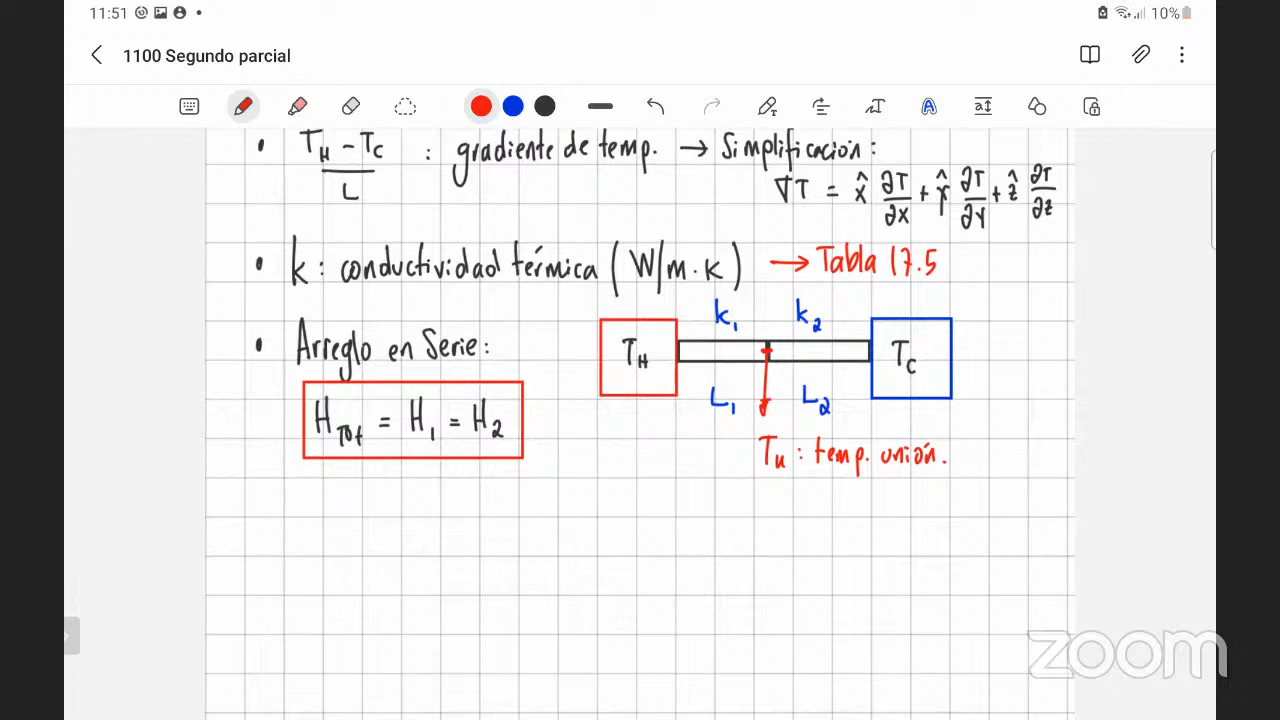 11:51
10%
1100 Segundo parcial
• T_H - T_C / L : gradiente de temp. → Simplificación:
∇T = x̂ ∂T/∂x + ŷ ∂T/∂y + ẑ ∂T/∂z
• k: conductividad térmica (W/m·K) → Tabla 17.5
• Arreglo en Serie:
k₁ k₂
T_H T_C
L₁ L₂
H_Tot = H₁ = H₂
T_u : temp. unión.
zoom